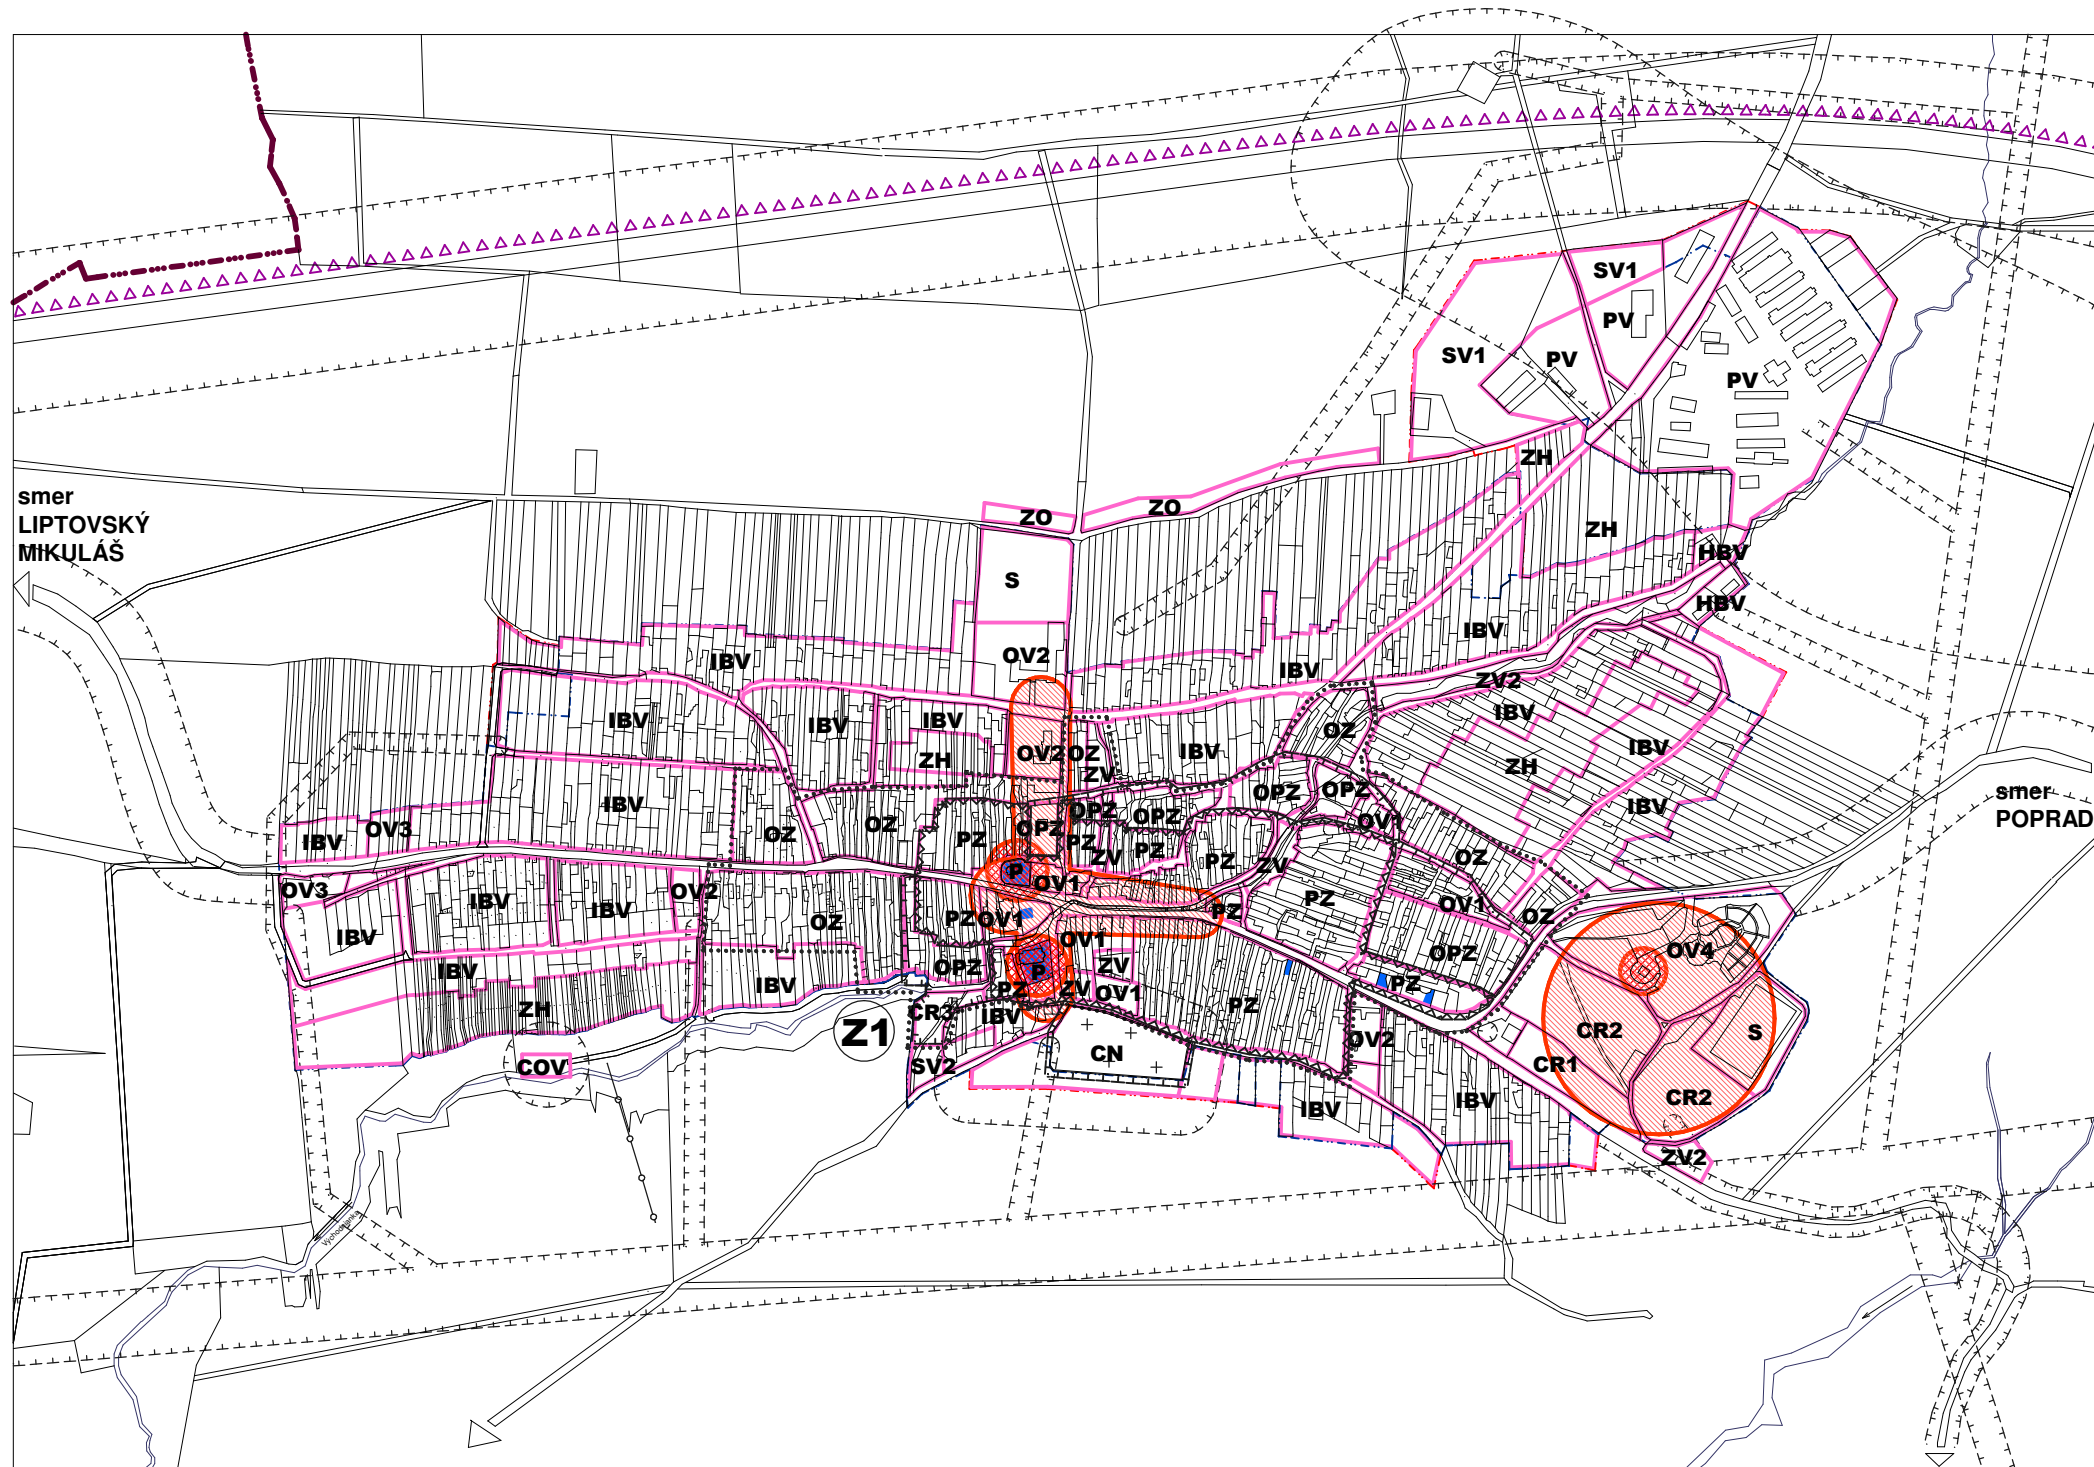 SV1
PV
SV1
PV
PV
ZH
smer
LIPTOVSKÝ
MIKULÁŠ
ZO
ZO
ZH
HBV
S
HBV
IBV
OV2
IBV
IBV
ZV2
IBV
IBV
IBV
IBV
OZ
IBV
ZH
OV2
OZ
ZV
IBV
ZH
IBV
OPZ
OPZ
smer
POPRAD
IBV
IBV
OV3
OZ
OZ
PZ
OPZ
OPZ
OPZ
OV1
IBV
PZ
ZV
PZ
PZ
ZV
OZ
P
OV1
OV3
IBV
IBV
OV2
PZ
OV1
IBV
OZ
PZ
OV1
PZ
OV1
OZ
OPZ
OV4
IBV
IBV
OPZ
P
ZV
PZ
ZV
OV1
PZ
PZ
ZH
CR3
IBV
Z1
CN
OV2
CR2
S
COV
SV2
CR1
IBV
IBV
CR2
ZV2
Východnianka